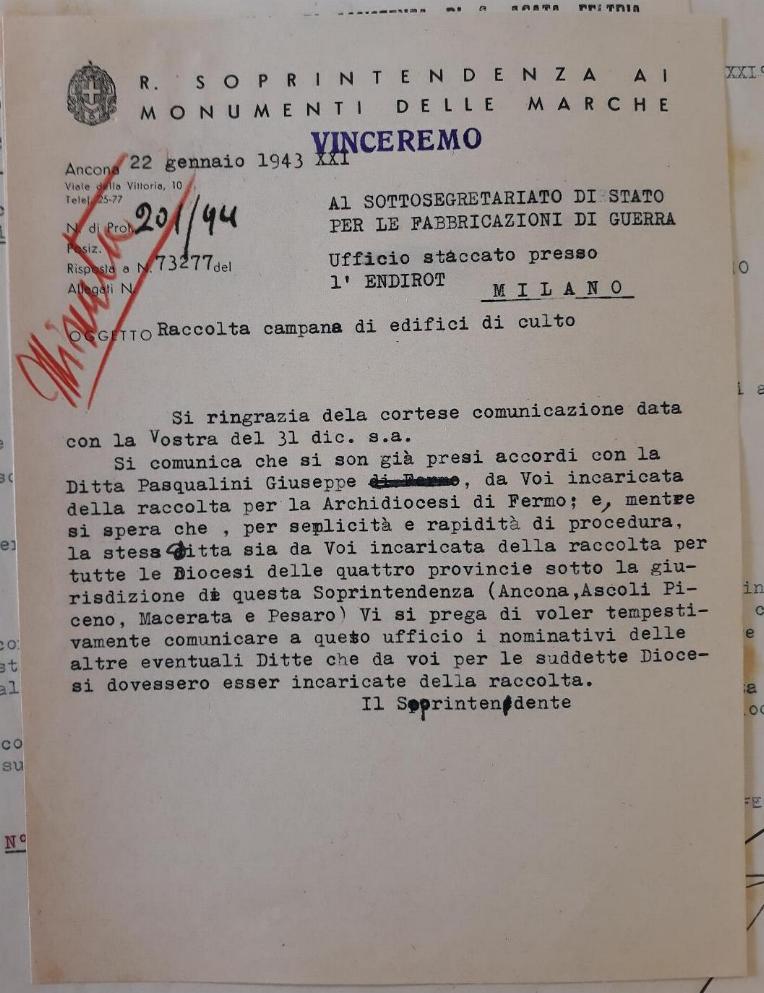 R. SOPRINTENDENZA AI
MONUMENTI DELLE MARCHE
VINCEREMO
Ancona 22 gennaio 1943 XXI
Viale della Vittoria, 10
Telef. 25-77
N. di Prot. 201/44
Posiz.
Risposta a N. 73277 del
Allegati N.
Minuta
Al SOTTOSEGRETARIATO DI STATO
PER LE FABBRICAZIONI DI GUERRA
Ufficio staccato presso
l' ENDIROT
MILANO
OGGETTO Raccolta campana di edifici di culto
Si ringrazia dela cortese comunicazione data
con la Vostra del 31 dic. s.a.
Si comunica che si son già presi accordi con la
Ditta Pasqualini Giuseppe di Fermo, da Voi incaricata
della raccolta per la Archidiocesi di Fermo; e, mentre
si spera che , per semplicità e rapidità di procedura,
la stessa Ditta sia da Voi incaricata della raccolta per
tutte le Diocesi delle quattro provincie sotto la giu-
risdizione di questa Soprintendenza (Ancona,Ascoli Pi-
ceno, Macerata e Pesaro) Vi si prega di voler tempesti-
vamente comunicare a questo ufficio i nominativi delle
altre eventuali Ditte che da voi per le suddette Dioce-
si dovessero esser incaricate della raccolta.
Il Soprintendente
XXI°
N°